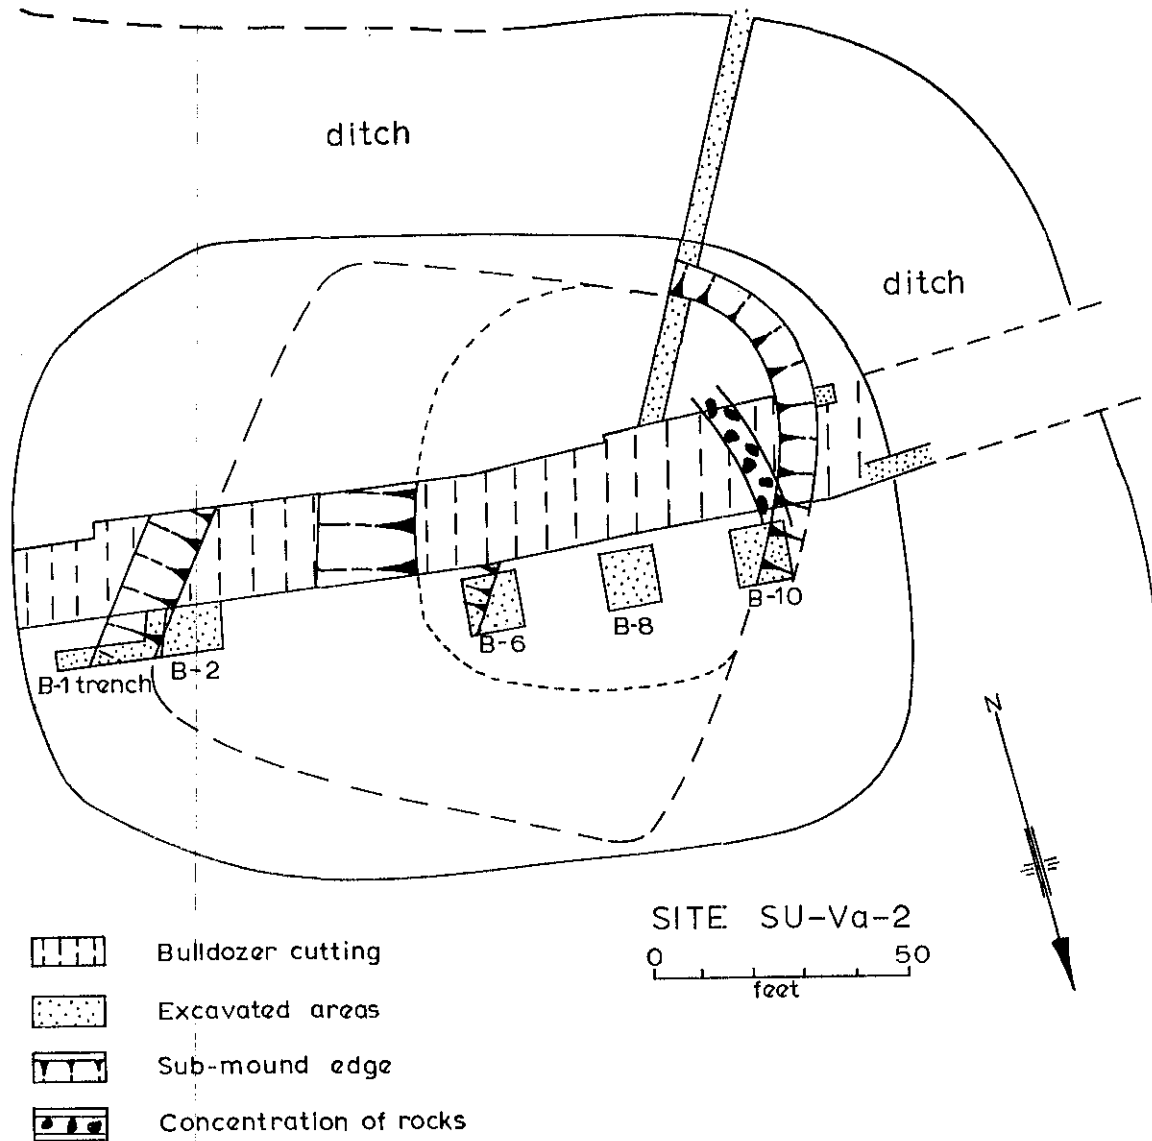 ditch
ditch
B-10
B-8
B-6
B-2
B-1 trench
N
SITE SU-Va-2
0 50
feet
Bulldozer cutting
Excavated areas
Sub-mound edge
Concentration of rocks